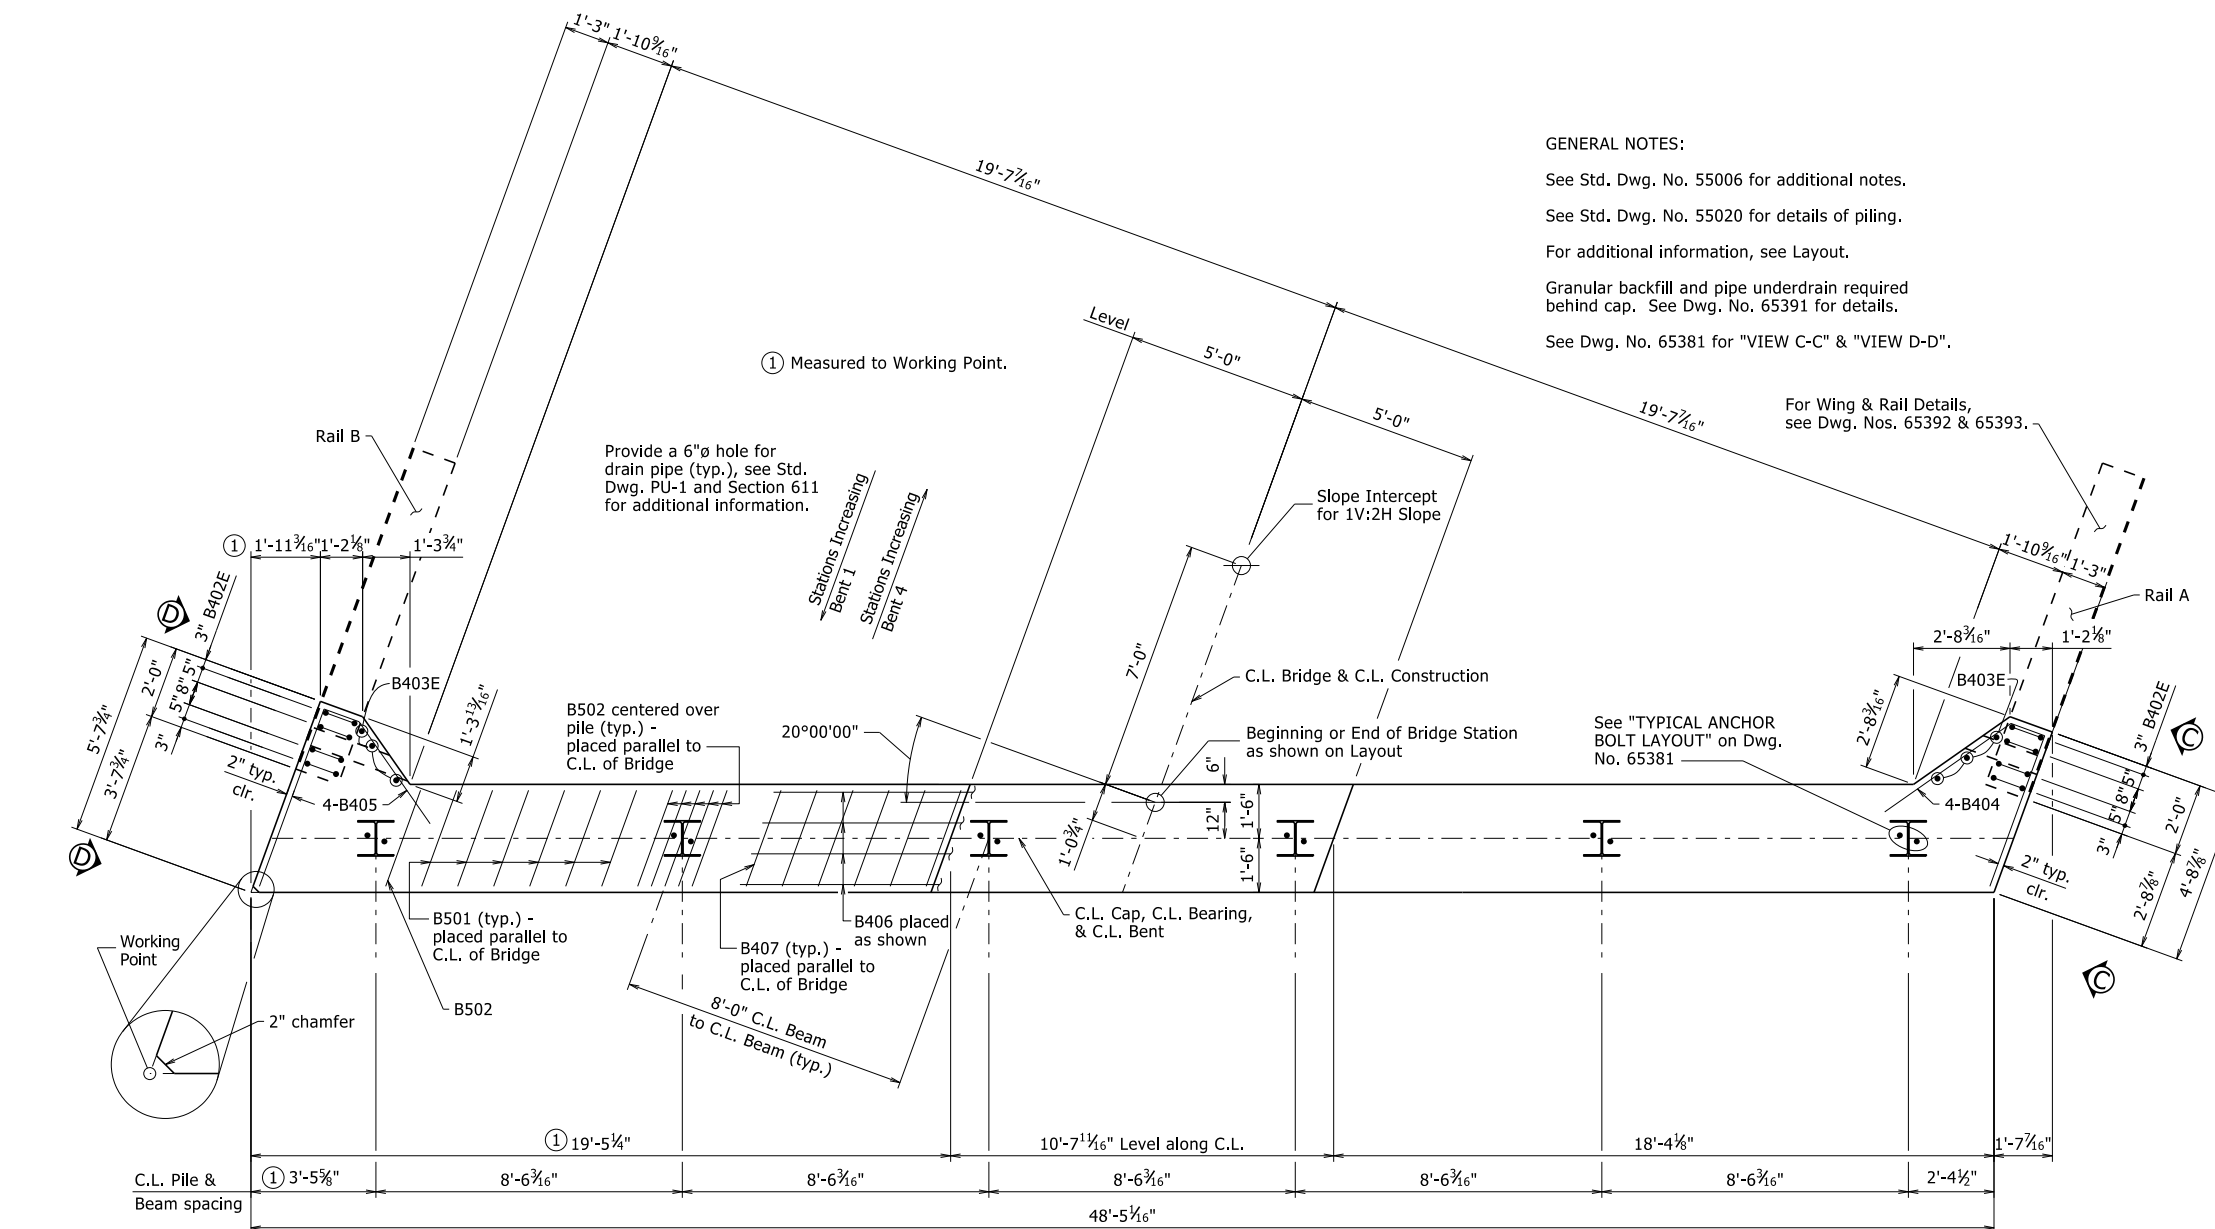 1'-3"
1'-10 9/16"
19'-7 7/16"
GENERAL NOTES:
See Std. Dwg. No. 55006 for additional notes.
See Std. Dwg. No. 55020 for details of piling.
For additional information, see Layout.
Granular backfill and pipe underdrain required
behind cap. See Dwg. No. 65391 for details.
See Dwg. No. 65381 for "VIEW C-C" & "VIEW D-D".
Level
5'-0"
5'-0"
① Measured to Working Point.
19'-7 7/16"
For Wing & Rail Details,
see Dwg. Nos. 65392 & 65393.
Rail B
Provide a 6"ø hole for
drain pipe (typ.), see Std.
Dwg. PU-1 and Section 611
for additional information.
Stations Increasing
Bent 1
Stations Increasing
Bent 4
Slope Intercept
for 1V:2H Slope
① 1'-11 3/16"
1'-2 1/8"
1'-3 3/4"
1'-10 9/16"
1'-3"
Rail A
D
3" B402E
5"
8"
5"
3"
2'-0"
5'-7 3/4"
3'-7 3/4"
2" typ.
clr.
B403E
1'-3 13/16"
4-B405
D
B502 centered over
pile (typ.) -
placed parallel to
C.L. of Bridge
20°00'00"
7'-0"
C.L. Bridge & C.L. Construction
Beginning or End of Bridge Station
as shown on Layout
6"
12"
1'-6"
1'-6"
1'-0 3/4"
See "TYPICAL ANCHOR
BOLT LAYOUT" on Dwg.
No. 65381
2'-8 3/16"
1'-2 1/8"
2'-8 3/16"
B403E
3" B402E
C
5"
8"
5"
3"
2'-0"
4-B404
2" typ.
clr.
2'-8 7/8"
4'-8 7/8"
C
B501 (typ.) -
placed parallel to
C.L. of Bridge
B502
B407 (typ.) -
placed parallel to
C.L. of Bridge
B406 placed
as shown
C.L. Cap, C.L. Bearing,
& C.L. Bent
Working
Point
2" chamfer
8'-0" C.L. Beam
to C.L. Beam (typ.)
① 19'-5 1/4"
10'-7 11/16" Level along C.L.
18'-4 1/8"
1'-7 7/16"
C.L. Pile &
Beam spacing
① 3'-5 5/8"
8'-6 3/16"
8'-6 3/16"
8'-6 3/16"
8'-6 3/16"
8'-6 3/16"
2'-4 1/2"
48'-5 1/16"